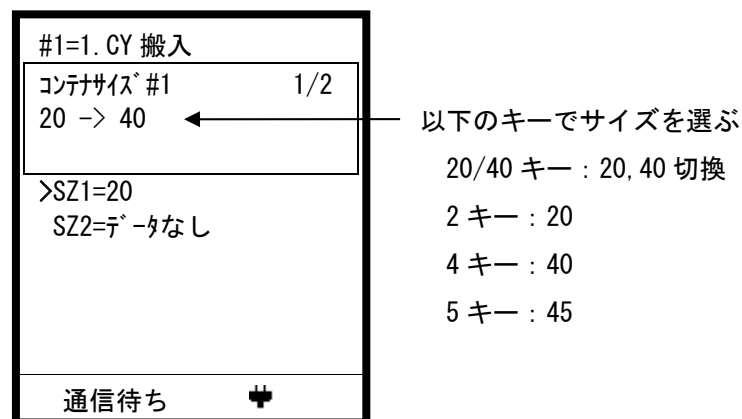 #1=1. CY 搬入
ｺﾝﾃﾅｻｲｽﾞ #1 1/2
20 -> 40
>SZ1=20
SZ2=ﾃﾞｰﾀなし
通信待ち
以下のキーでサイズを選ぶ
20/40 キー：20, 40 切換
2 キー：20
4 キー：40
5 キー：45